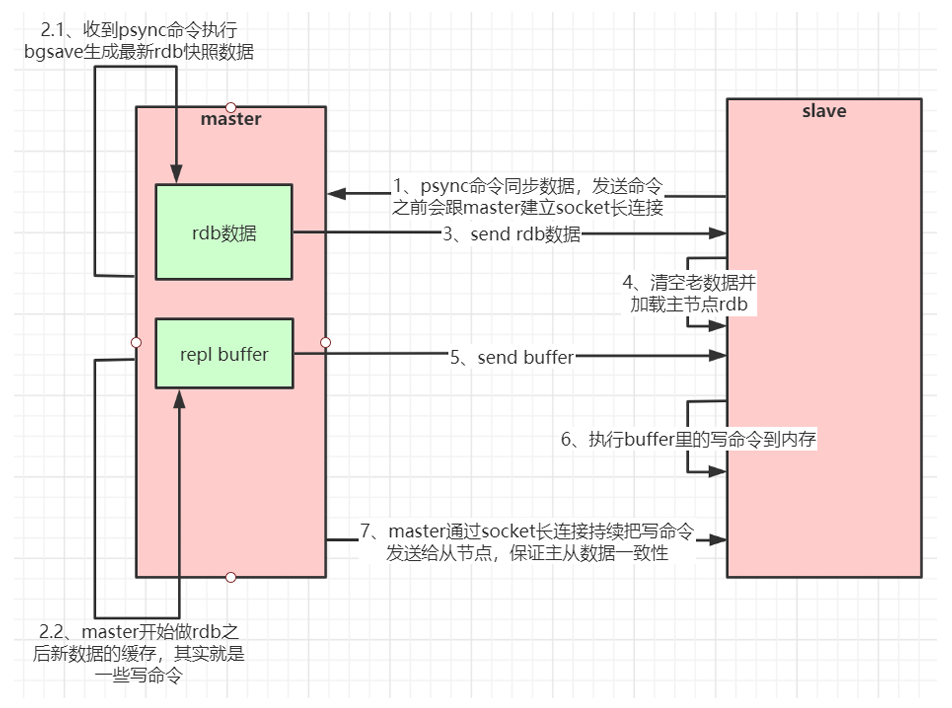 2.1、收到psync命令执行
bgsave生成最新rdb快照数据
master
slave
1、psync命令同步数据，发送命令
之前会跟master建立socket长连接
rdb数据
3、send rdb数据
4、清空老数据并
加载主节点rdb
repl buffer
5、send buffer
6、执行buffer里的写命令到内存
7、master通过socket长连接持续把写命令
发送给从节点，保证主从数据一致性
2.2、master开始做rdb之
后新数据的缓存，其实就是
一些写命令